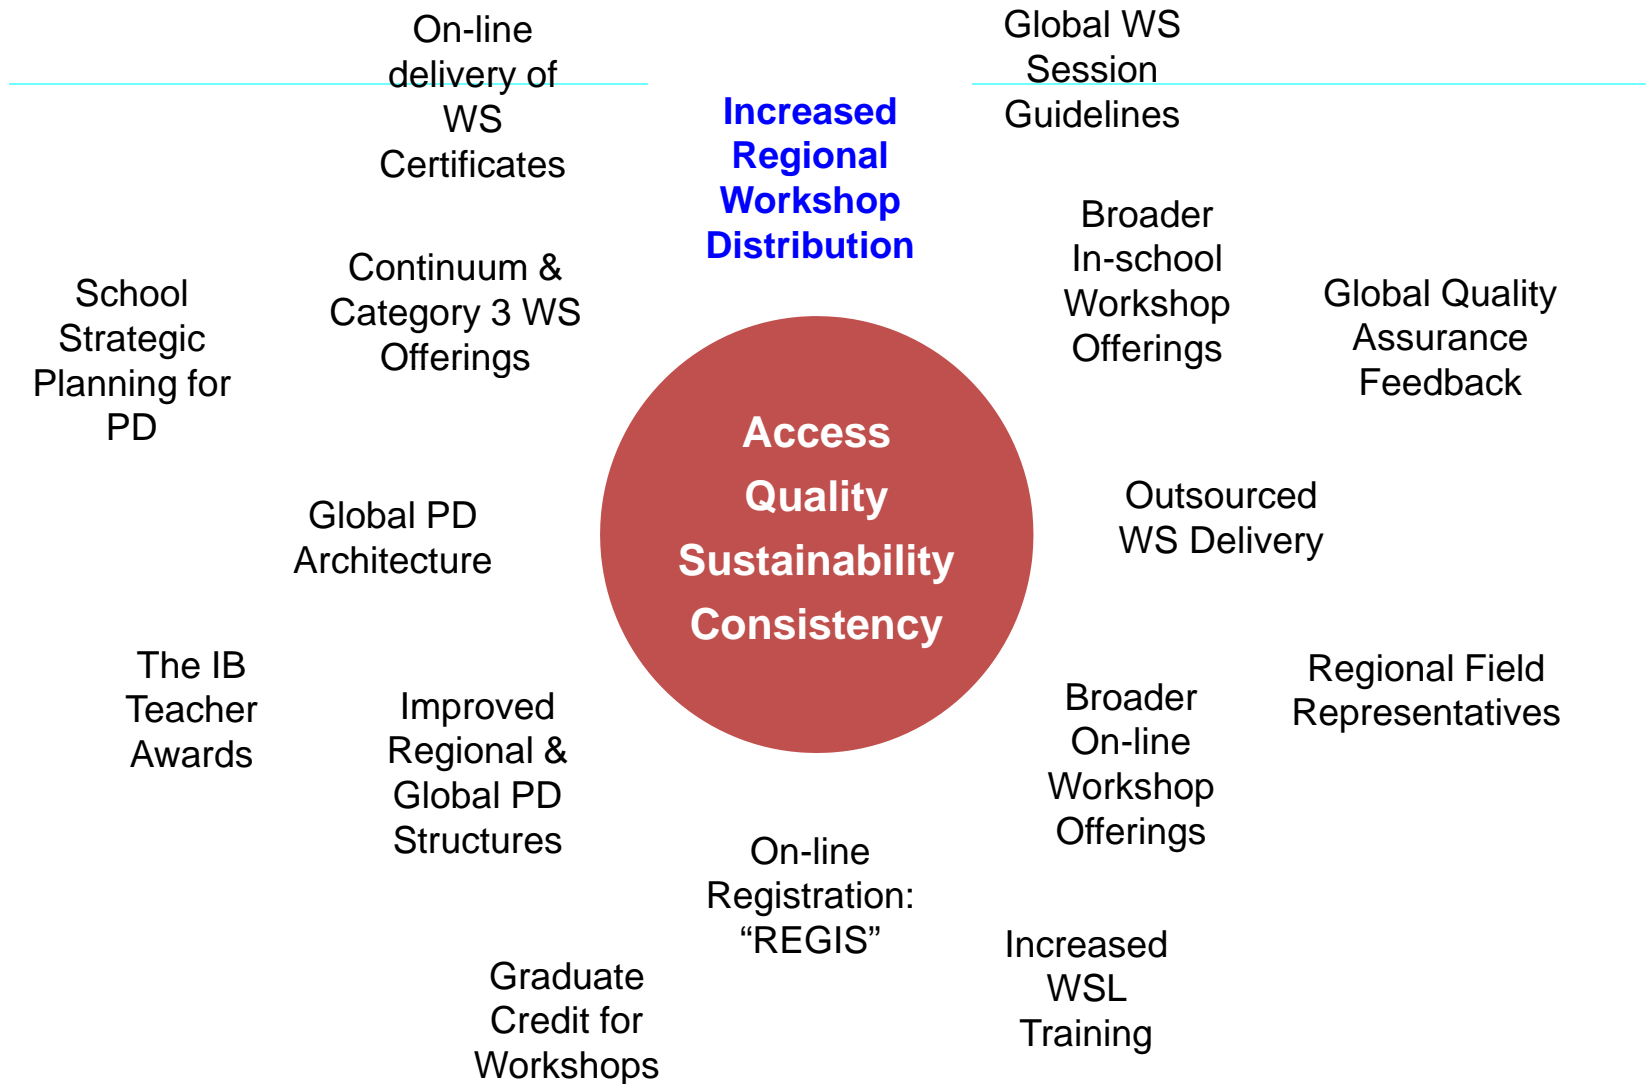 On-line
delivery of
WS
Certificates
Global WS
Session
Guidelines
Increased
Regional
Workshop
Distribution
Broader
In-school
Workshop
Offerings
Continuum &
Category 3 WS
Offerings
School
Strategic
Planning for
PD
Global Quality
Assurance
Feedback
Access
Quality
Sustainability
Consistency
Global PD
Architecture
Outsourced
WS Delivery
The IB
Teacher
Awards
Improved
Regional &
Global PD
Structures
Broader
On-line
Workshop
Offerings
Regional Field
Representatives
On-line
Registration:
“REGIS”
Graduate
Credit for
Workshops
Increased
WSL
Training